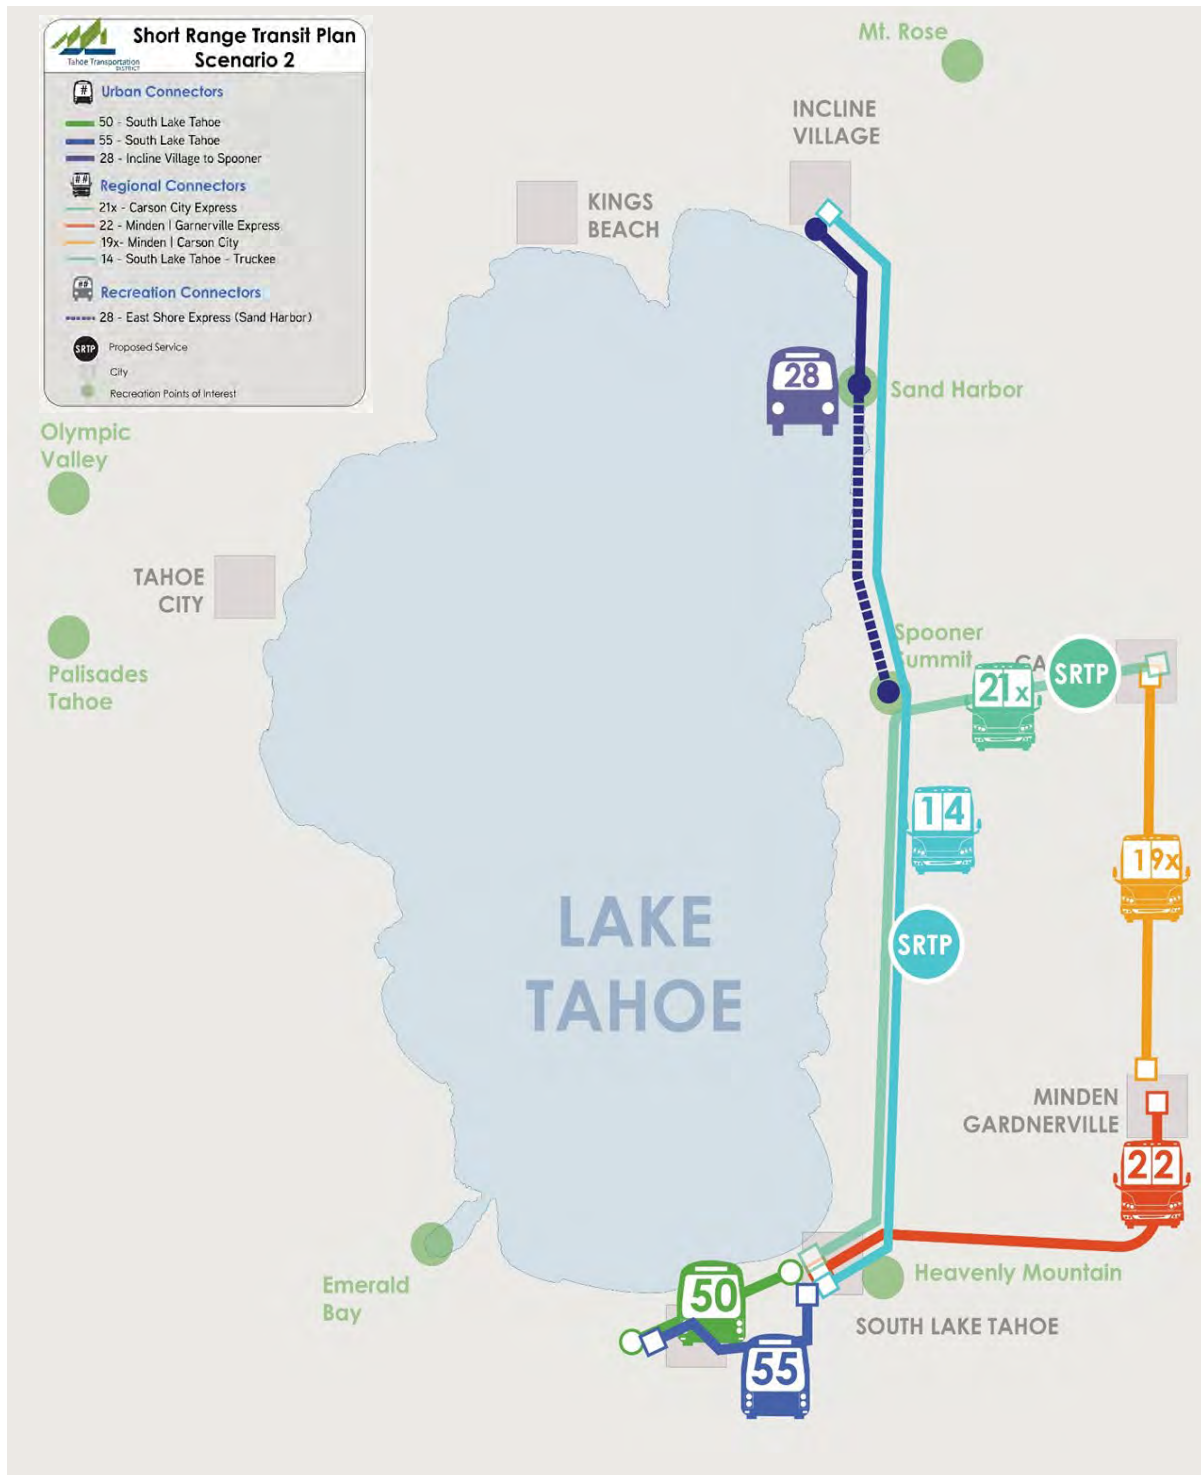 Short Range Transit Plan
Scenario 2
Tahoe Transportation
DISTRICT
# Urban Connectors
50 - South Lake Tahoe
55 - South Lake Tahoe
28 - Incline Village to Spooner
## Regional Connectors
21x - Carson City Express
22 - Minden | Garnerville Express
19x- Minden | Carson City
14 - South Lake Tahoe - Truckee
## Recreation Connectors
28 - East Shore Express (Sand Harbor)
SRTP Proposed Service
City
Recreation Points of Interest
Mt. Rose
INCLINE
VILLAGE
KINGS
BEACH
28
Sand Harbor
Olympic
Valley
TAHOE
CITY
Palisades
Tahoe
Spooner
Summit
CA
21x
SRTP
14
19x
SRTP
LAKE
TAHOE
MINDEN
GARDNERVILLE
22
Emerald
Bay
Heavenly Mountain
50
SOUTH LAKE TAHOE
55